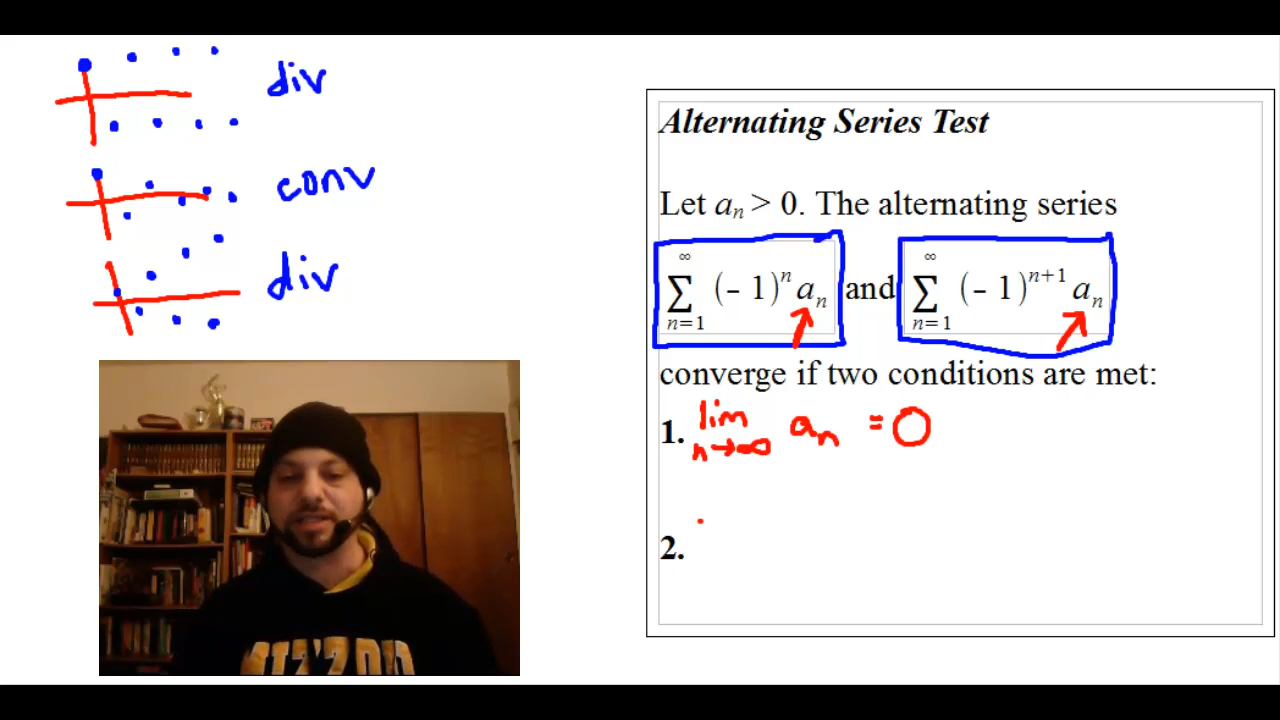 div
conv
div
Alternating Series Test
Let aₙ > 0. The alternating series
∞ ∑ n=1 (– 1)ⁿ aₙ and ∞ ∑ n=1 (– 1)ⁿ⁺¹ aₙ
converge if two conditions are met:
1. lim n→∞ aₙ = 0
2.